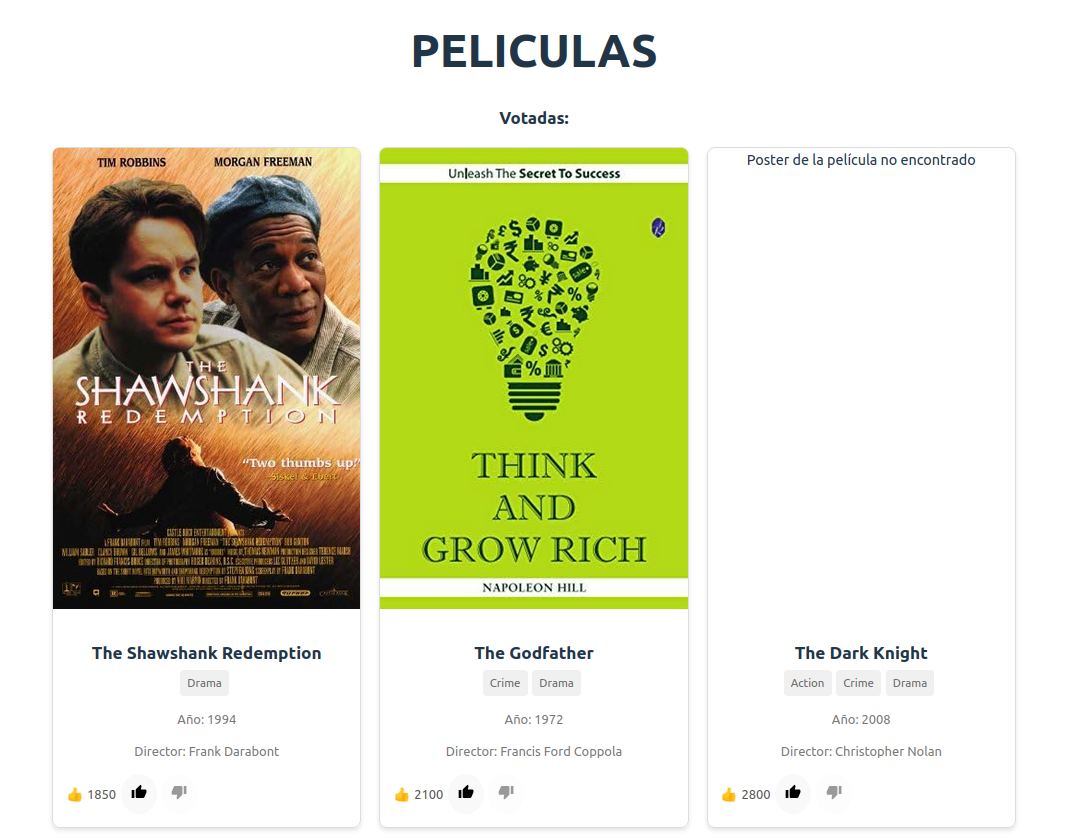 PELICULAS
Votadas:
TIM ROBBINS MORGAN FREEMAN
THE
SHAWSHANK
REDEMPTION
"Two thumbs up!"
–Siskel & Ebert
Unleash The Secret To Success
THINK
AND
GROW RICH
NAPOLEON HILL
Poster de la película no encontrado
The Shawshank Redemption
Drama
Año: 1994
Director: Frank Darabont
👍 1850
The Godfather
Crime Drama
Año: 1972
Director: Francis Ford Coppola
👍 2100
The Dark Knight
Action Crime Drama
Año: 2008
Director: Christopher Nolan
👍 2800